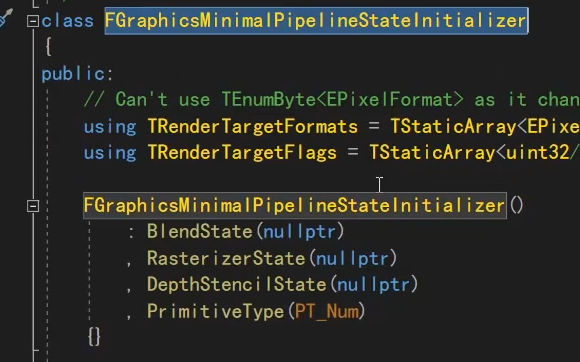 class FGraphicsMinimalPipelineStateInitializer
{
public:
// Can't use TEnumByte<EPixelFormat> as it chan
using TRenderTargetFormats = TStaticArray<EPixe
using TRenderTargetFlags = TStaticArray<uint32/
FGraphicsMinimalPipelineStateInitializer()
: BlendState(nullptr)
, RasterizerState(nullptr)
, DepthStencilState(nullptr)
, PrimitiveType(PT_Num)
{}